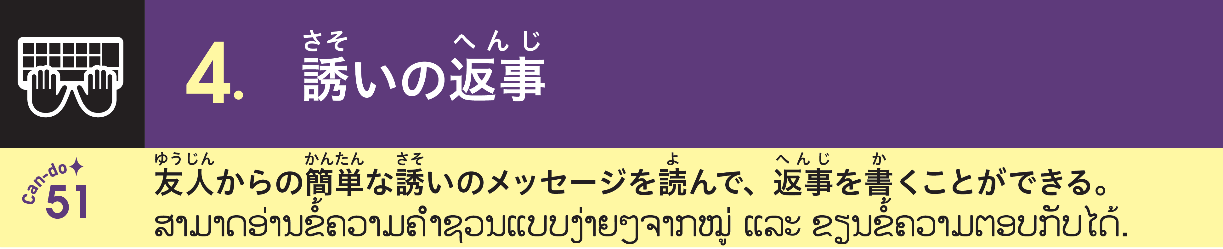 さそ へんじ
4. 誘いの返事
Can-do
51
ゆうじん かんたん さそ よ へんじ か
友人からの簡単な誘いのメッセージを読んで、返事を書くことができる。
ສາມາດອ່ານຂໍ້ຄວາມຄຳຊວນແບບງ່າຍໆຈາກໝູ່ ແລະ ຂຽນຂໍ້ຄວາມຕອບກັບໄດ້.